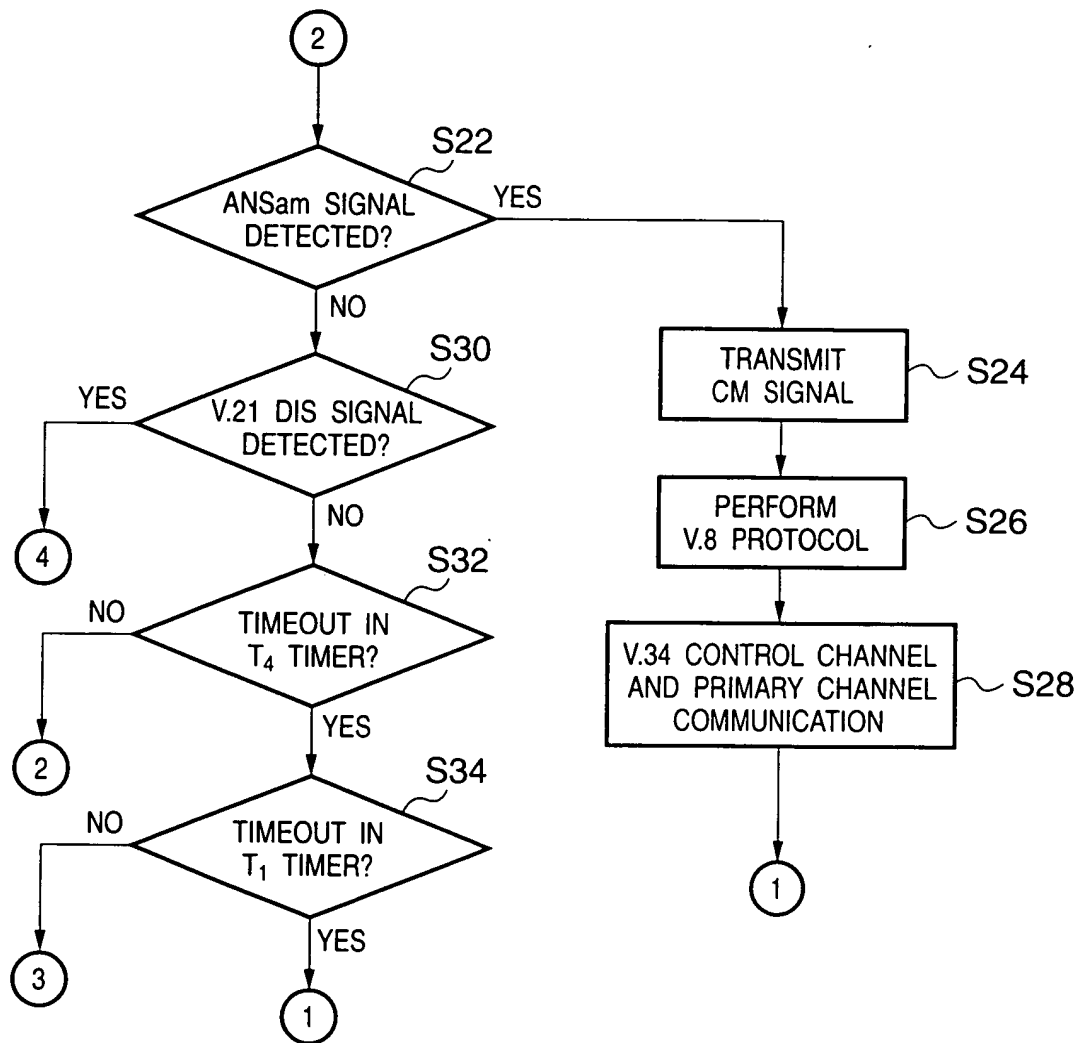 2
S22
ANSam SIGNAL
DETECTED?
YES
NO
S30
YES
V.21 DIS SIGNAL
DETECTED?
NO
4
S32
NO
TIMEOUT IN
T4 TIMER?
YES
2
S34
NO
TIMEOUT IN
T1 TIMER?
YES
3
1
TRANSMIT
CM SIGNAL
S24
PERFORM
V.8 PROTOCOL
S26
V.34 CONTROL CHANNEL
AND PRIMARY CHANNEL
COMMUNICATION
S28
1